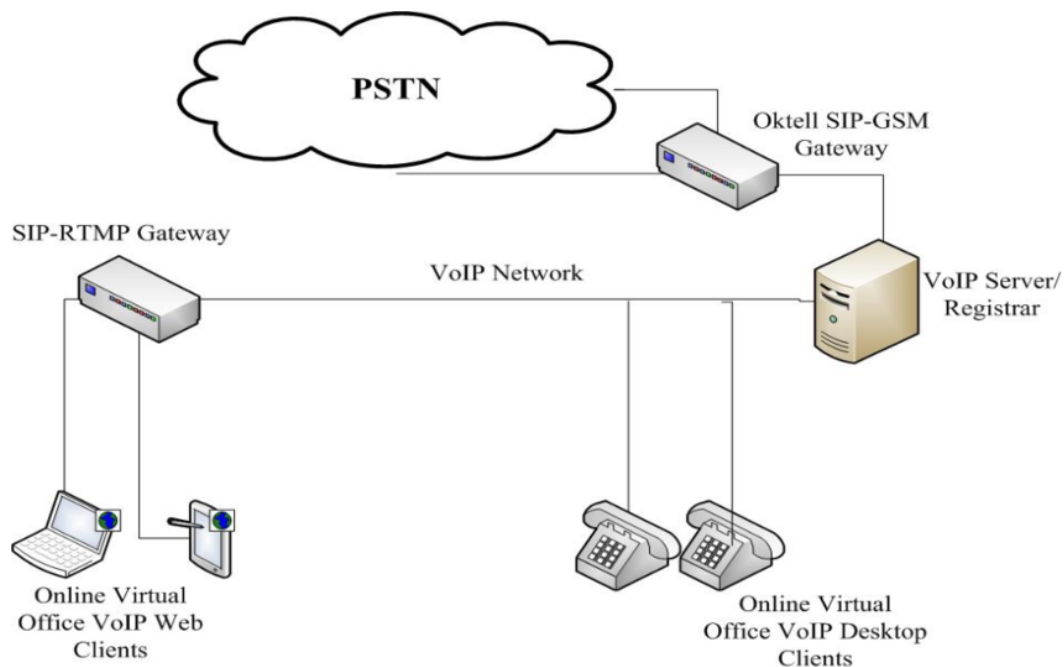 PSTN
Oktell SIP-GSM
Gateway
SIP-RTMP Gateway
VoIP Network
VoIP Server/
Registrar
Online Virtual
Office VoIP Web
Clients
Online Virtual
Office VoIP Desktop
Clients